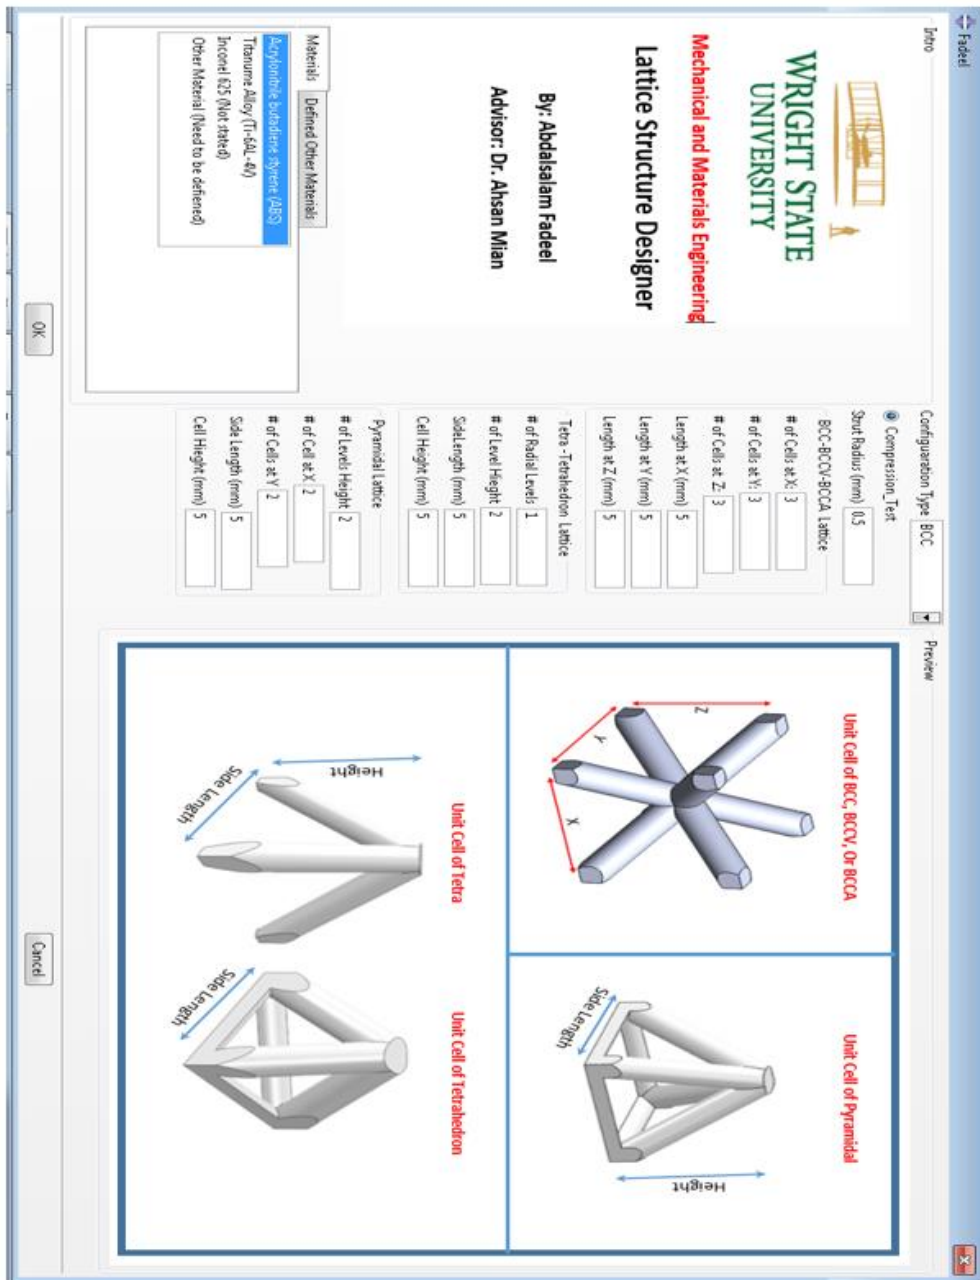 Fadeel
Intro
WRIGHT STATE
UNIVERSITY
Mechanical and Materials Engineering
Lattice Structure Designer
By: Abdalsalam Fadeel
Advisor: Dr. Ahsan Mian
Materials Defined Other Materials
Acrylonitrile butadiene styrene (ABS)
Titanume Alloy (Ti-6AL-4V)
Inconel 625 (Not stated)
Other Material (Need to be defiened)
Configuaration Type BCC
Compression_Test
Strut Radius (mm) 0.5
BCC-BCCV-BCCA Lattice
# of Cells at X: 3
# of Cells at Y: 3
# of Cells at Z: 3
Length at X (mm) 5
Length at Y (mm) 5
Length at Z (mm) 5
Tetra -Tetrahedron Lattice
# of Radial Levels 1
# of Level Hieght 2
SideLength (mm) 5
Cell Height (mm) 5
Pyramidal Lattice
# of Levels Height 2
# of Cell at X 2
# of Cells at Y 2
Side Length (mm) 5
Cell Hieght (mm) 5
Preview
Unit Cell of BCC, BCCV, Or BCCA
Z
Y
X
Unit Cell of Pyramidal
Side Length
Height
Unit Cell of Tetra
Height
Side Length
Unit Cell of Tetrahedron
Side Length
OK
Cancel